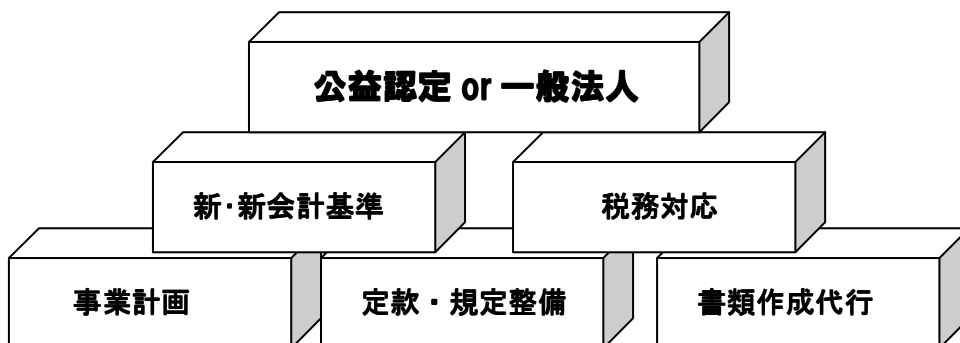 公益認定 or 一般法人
新・新会計基準
税務対応
事業計画
定款・規定整備
書類作成代行